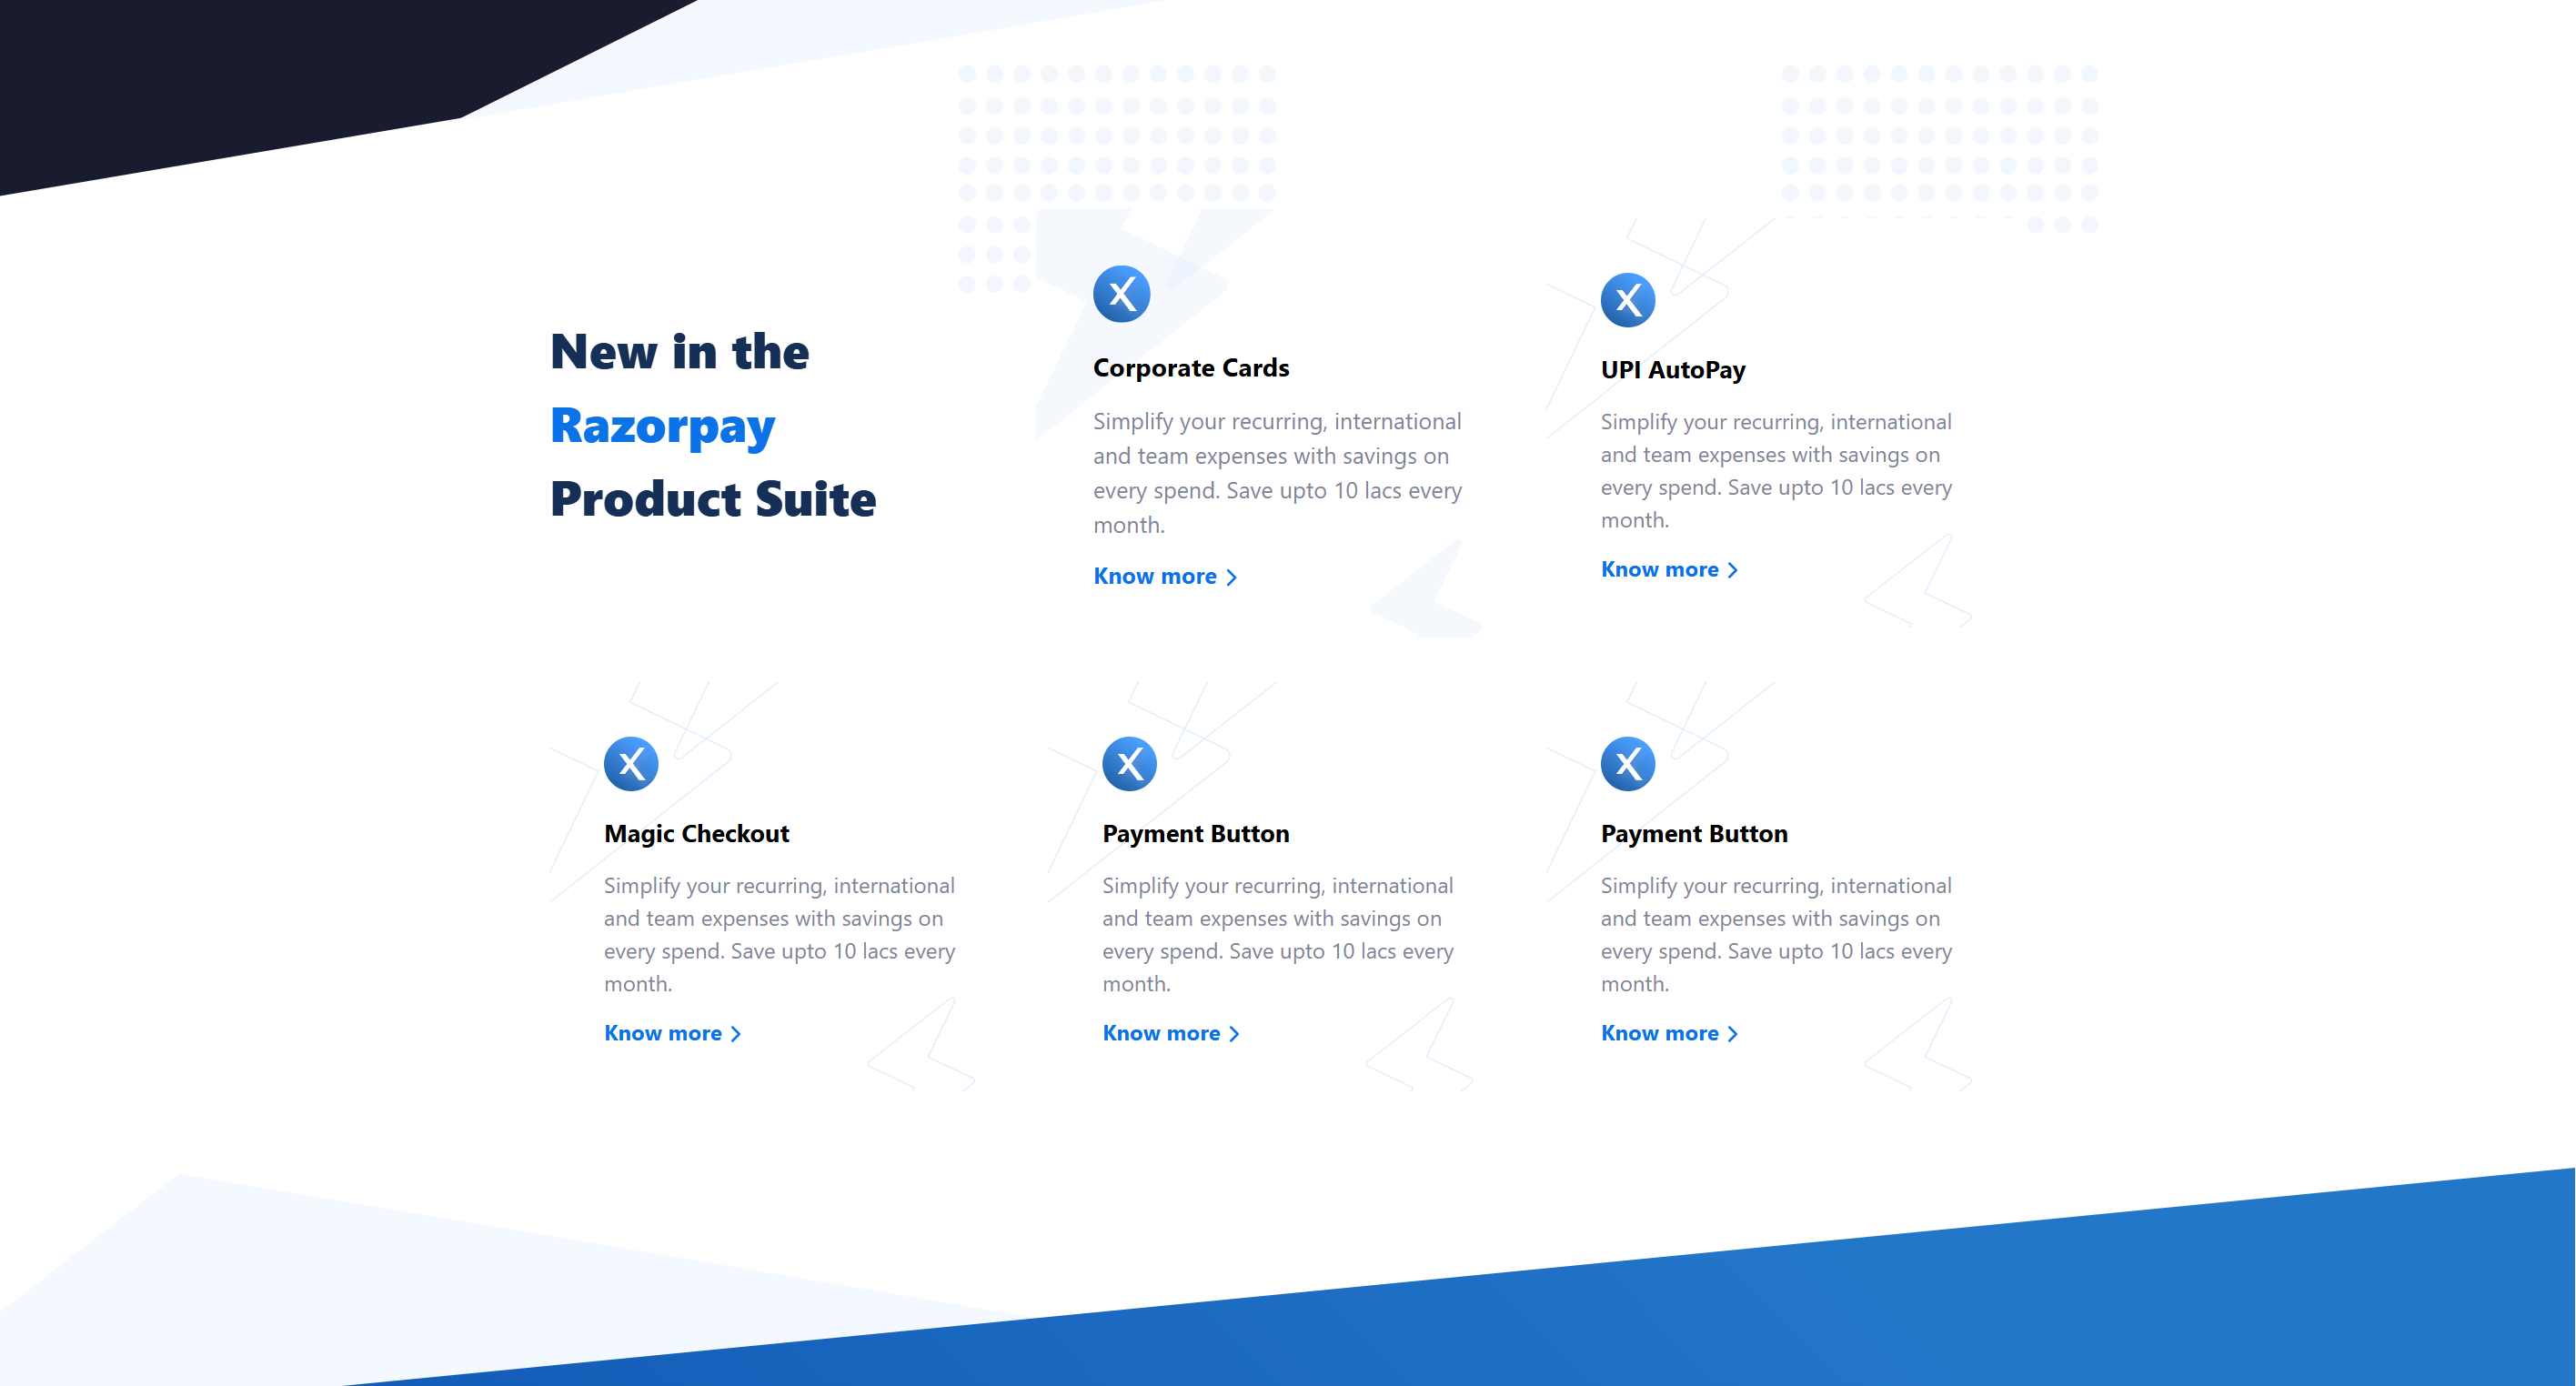 New in the
Razorpay
Product Suite
Corporate Cards
Simplify your recurring, international
and team expenses with savings on
every spend. Save upto 10 lacs every
month.
Know more
UPI AutoPay
Simplify your recurring, international
and team expenses with savings on
every spend. Save upto 10 lacs every
month.
Know more
Magic Checkout
Simplify your recurring, international
and team expenses with savings on
every spend. Save upto 10 lacs every
month.
Know more
Payment Button
Simplify your recurring, international
and team expenses with savings on
every spend. Save upto 10 lacs every
month.
Know more
Payment Button
Simplify your recurring, international
and team expenses with savings on
every spend. Save upto 10 lacs every
month.
Know more